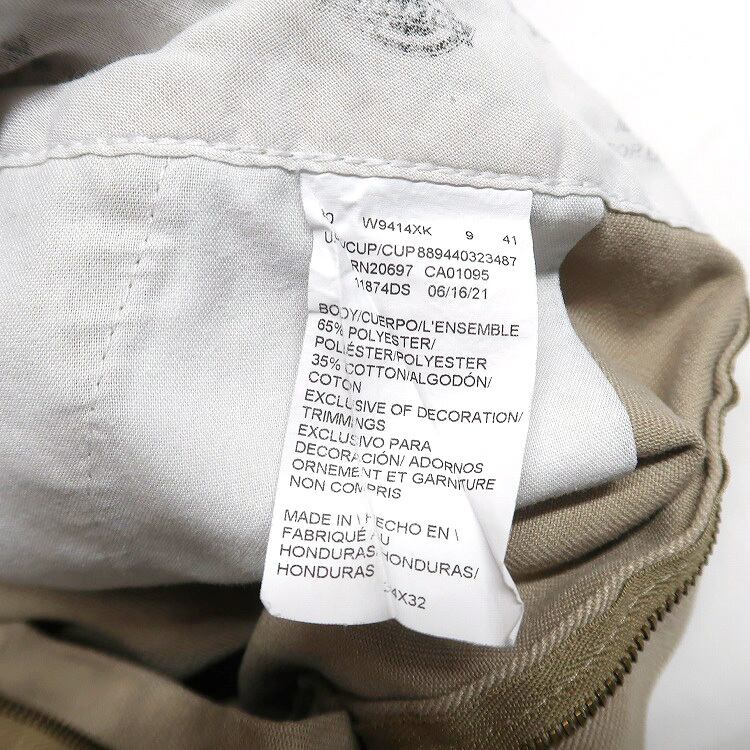 W9414XK 9 41
/CUP/CUP 889440323487
RN20697 CA01095
11874DS 06/16/21
BODY/CUERPO/L'ENSEMBLE
65% POLYESTER/
POLIÉSTER/POLYESTER
35% COTTON/ALGODÓN/
COTON
EXCLUSIVE OF DECORATION/
TRIMMINGS
EXCLUSIVO PARA
DECORACIÓN/ ADORNOS
ORNEMENT ET GARNITURE
NON COMPRIS
MADE IN \ HECHO EN \
FABRIQUÉ AU
HONDURAS/HONDURAS/
HONDURAS
4X32